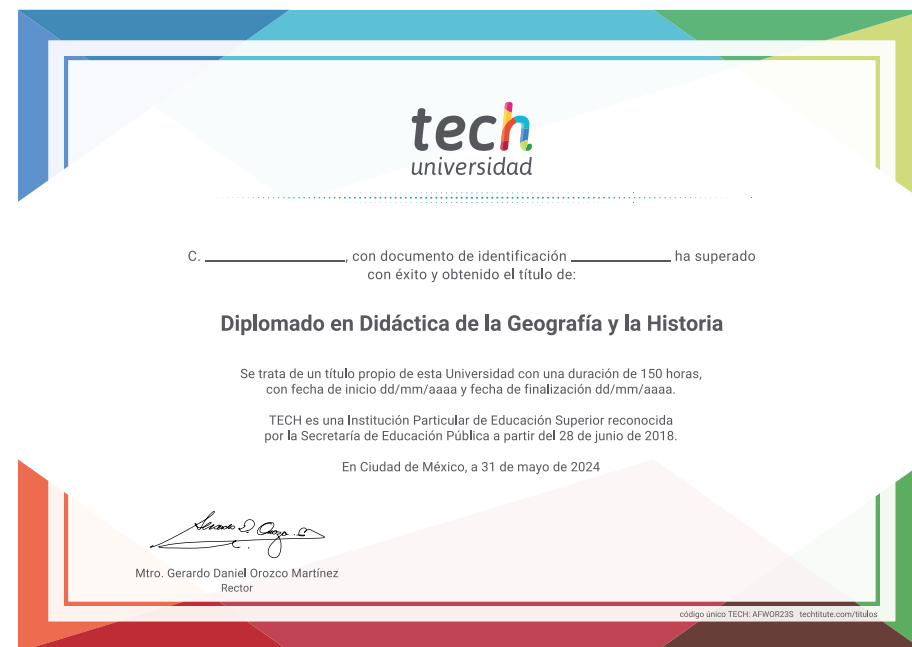 tech
universidad
C. ____________________, con documento de identificación ______________ ha superado
con éxito y obtenido el título de:
Diplomado en Didáctica de la Geografía y la Historia
Se trata de un título propio de esta Universidad con una duración de 150 horas,
con fecha de inicio dd/mm/aaaa y fecha de finalización dd/mm/aaaa.
TECH es una Institución Particular de Educación Superior reconocida
por la Secretaría de Educación Pública a partir del 28 de junio de 2018.
En Ciudad de México, a 31 de mayo de 2024
Mtro. Gerardo Daniel Orozco Martínez
Rector
código único TECH: AFWOR23S techtitute.com/titulos